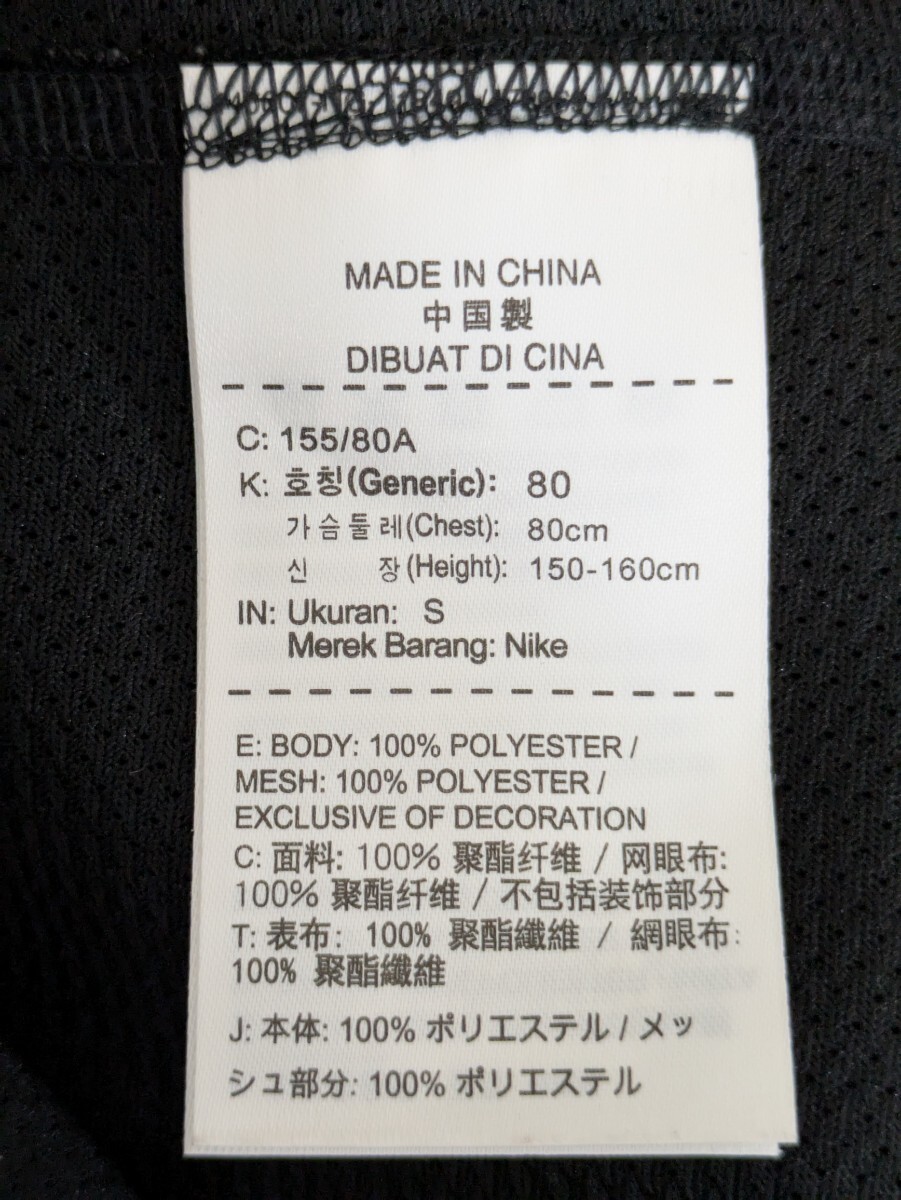 MADE IN CHINA
中国製
DIBUAT DI CINA
C: 155/80A
K: 호칭(Generic): 80
가슴둘레(Chest): 80cm
신 장(Height): 150-160cm
IN: Ukuran: S
Merek Barang: Nike
E: BODY: 100% POLYESTER /
MESH: 100% POLYESTER /
EXCLUSIVE OF DECORATION
C: 面料: 100% 聚酯纤维 / 网眼布:
100% 聚酯纤维 / 不包括装饰部分
T: 表布: 100% 聚酯纖維 / 網眼布:
100% 聚酯纖維
J: 本体: 100% ポリエステル / メッ
シュ部分: 100% ポリエステル